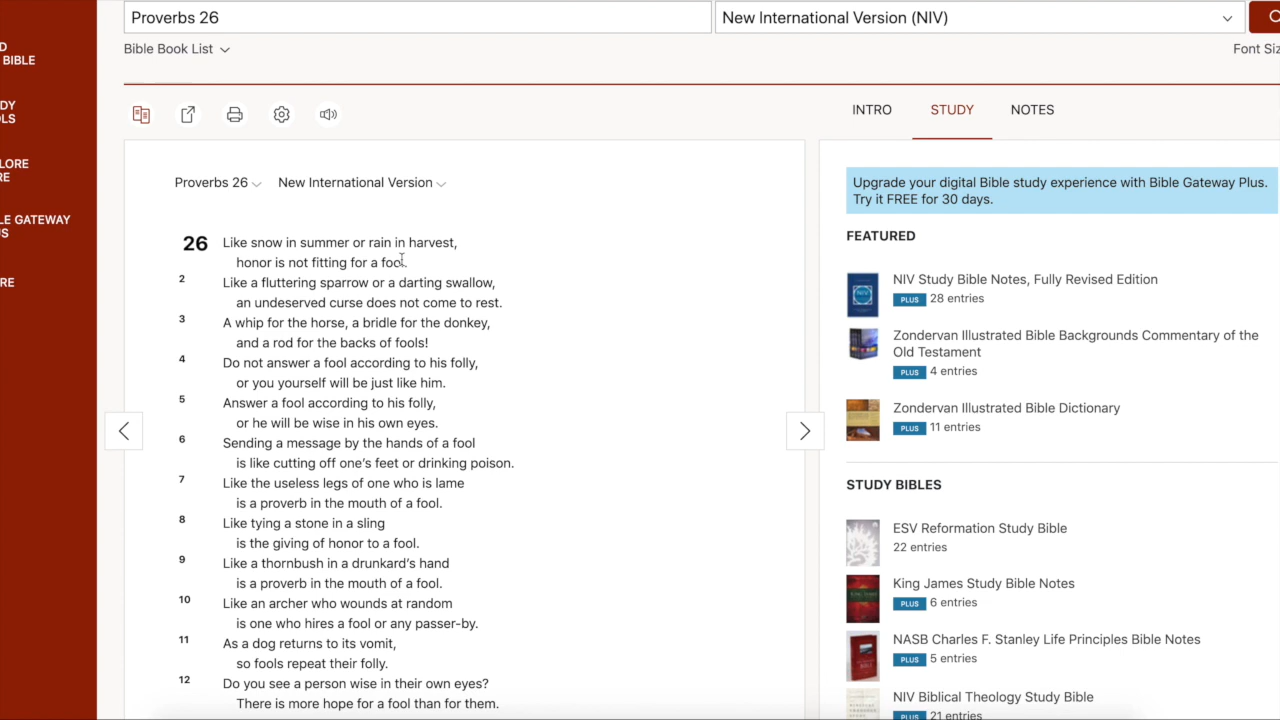 Proverbs 26
New International Version (NIV)
Bible Book List
Font Siz
D
BIBLE
DY
LS
LORE
RE
LE GATEWAY
S
RE
INTRO
STUDY
NOTES
Proverbs 26
New International Version
26 Like snow in summer or rain in harvest,
honor is not fitting for a fool.
2 Like a fluttering sparrow or a darting swallow,
an undeserved curse does not come to rest.
3 A whip for the horse, a bridle for the donkey,
and a rod for the backs of fools!
4 Do not answer a fool according to his folly,
or you yourself will be just like him.
5 Answer a fool according to his folly,
or he will be wise in his own eyes.
6 Sending a message by the hands of a fool
is like cutting off one’s feet or drinking poison.
7 Like the useless legs of one who is lame
is a proverb in the mouth of a fool.
8 Like tying a stone in a sling
is the giving of honor to a fool.
9 Like a thornbush in a drunkard’s hand
is a proverb in the mouth of a fool.
10 Like an archer who wounds at random
is one who hires a fool or any passer-by.
11 As a dog returns to its vomit,
so fools repeat their folly.
12 Do you see a person wise in their own eyes?
There is more hope for a fool than for them.
Upgrade your digital Bible study experience with Bible Gateway Plus.
Try it FREE for 30 days.
FEATURED
NIV Study Bible Notes, Fully Revised Edition
PLUS 28 entries
Zondervan Illustrated Bible Backgrounds Commentary of the
Old Testament
PLUS 4 entries
Zondervan Illustrated Bible Dictionary
PLUS 11 entries
STUDY BIBLES
ESV Reformation Study Bible
22 entries
King James Study Bible Notes
PLUS 6 entries
NASB Charles F. Stanley Life Principles Bible Notes
PLUS 5 entries
NIV Biblical Theology Study Bible
PLUS 21 entries